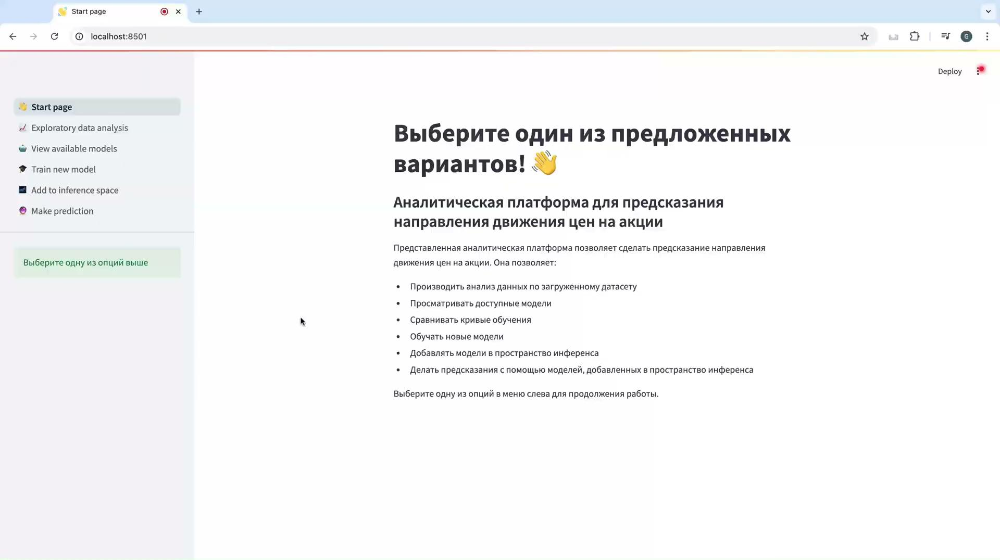 Start page
localhost:8501
G
Deploy
Start page
Exploratory data analysis
View available models
Train new model
Add to inference space
Make prediction
Выберите одну из опций выше
Выберите один из предложенных
вариантов! 👋
Аналитическая платформа для предсказания
направления движения цен на акции
Представленная аналитическая платформа позволяет сделать предсказание направления
движения цен на акции. Она позволяет:
• Производить анализ данных по загруженному датасету
• Просматривать доступные модели
• Сравнивать кривые обучения
• Обучать новые модели
• Добавлять модели в пространство инференса
• Делать предсказания с помощью моделей, добавленных в пространство инференса
Выберите одну из опций в меню слева для продолжения работы.